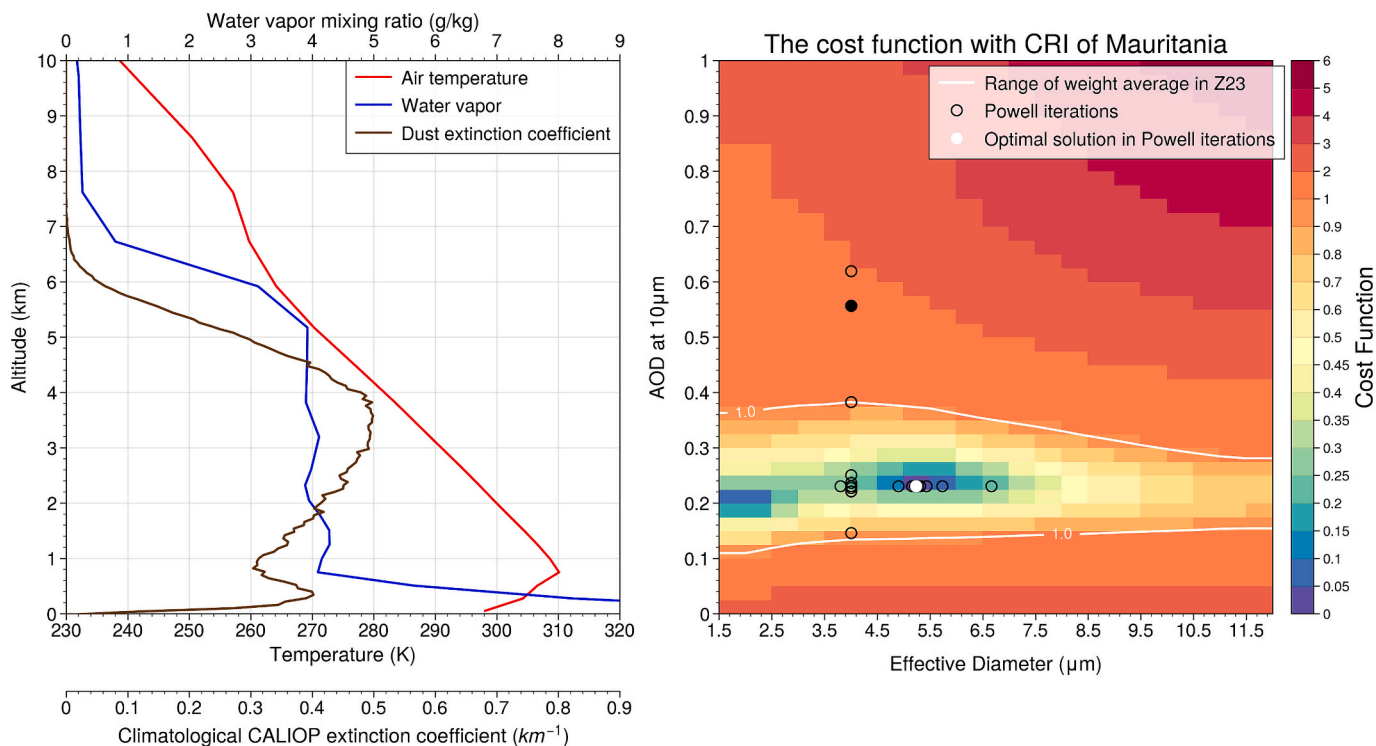 Water vapor mixing ratio (g/kg)
0 1 2 3 4 5 6 7 8 9
10
9
8
7
6
5
4
3
2
1
0
Altitude (km)
Air temperature
Water vapor
Dust extinction coefficient
230 240 250 260 270 280 290 300 310 320
Temperature (K)
0 0.1 0.2 0.3 0.4 0.5 0.6 0.7 0.8 0.9
Climatological CALIOP extinction coefficient (km⁻¹)
The cost function with CRI of Mauritania
1
0.9
0.8
0.7
0.6
0.5
0.4
0.3
0.2
0.1
0
AOD at 10μm
Range of weight average in Z23
Powell iterations
Optimal solution in Powell iterations
1.0
1.0
1.5 2.5 3.5 4.5 5.5 6.5 7.5 8.5 9.5 10.5 11.5
Effective Diameter (μm)
6
5
4
3
2
1
0.9
0.8
0.7
0.6
0.5
0.45
0.4
0.35
0.3
0.25
0.2
0.15
0.1
0.05
0
Cost Function